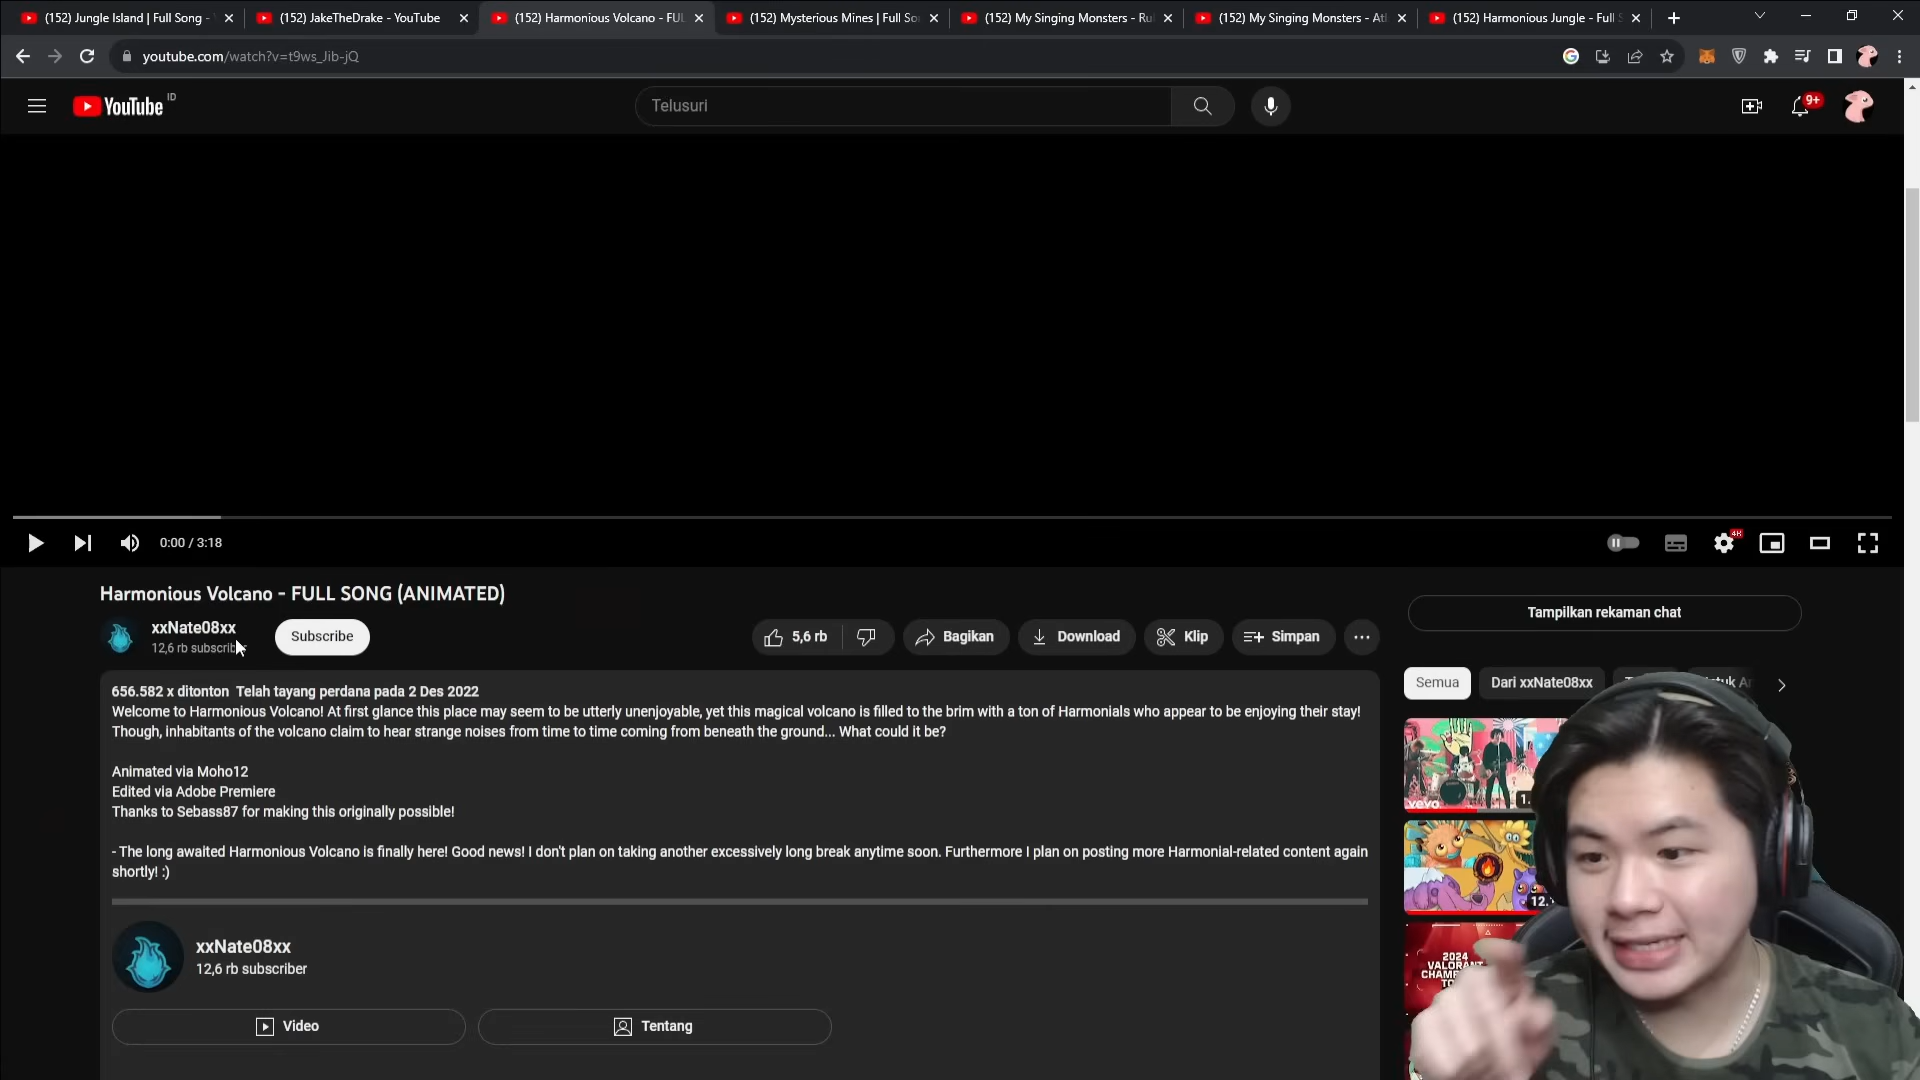 (152) Jungle Island | Full Song -
(152) JakeTheDrake - YouTube
(152) Harmonious Volcano - FUL
(152) Mysterious Mines | Full So
(152) My Singing Monsters - Ru
(152) My Singing Monsters - Atl
(152) Harmonious Jungle - Full S
youtube.com/watch?v=t9ws_Jib-jQ
YouTube ID
Telusuri
9+
0:00 / 3:18
4K
Harmonious Volcano - FULL SONG (ANIMATED)
xxNate08xx
12,6 rb subscriber
Subscribe
5,6 rb
Bagikan
Download
Klip
Simpan
Tampilkan rekaman chat
Semua
Dari xxNate08xx
656.582 x ditonton Telah tayang perdana pada 2 Des 2022
Welcome to Harmonious Volcano! At first glance this place may seem to be utterly unenjoyable, yet this magical volcano is filled to the brim with a ton of Harmonials who appear to be enjoying their stay!
Though, inhabitants of the volcano claim to hear strange noises from time to time coming from beneath the ground... What could it be?
Animated via Moho12
Edited via Adobe Premiere
Thanks to Sebass87 for making this originally possible!
- The long awaited Harmonious Volcano is finally here! Good news! I don't plan on taking another excessively long break anytime soon. Furthermore I plan on posting more Harmonial-related content again
shortly! :)
xxNate08xx
12,6 rb subscriber
Video
Tentang
vevo
1.
12.
2024
VALORANT